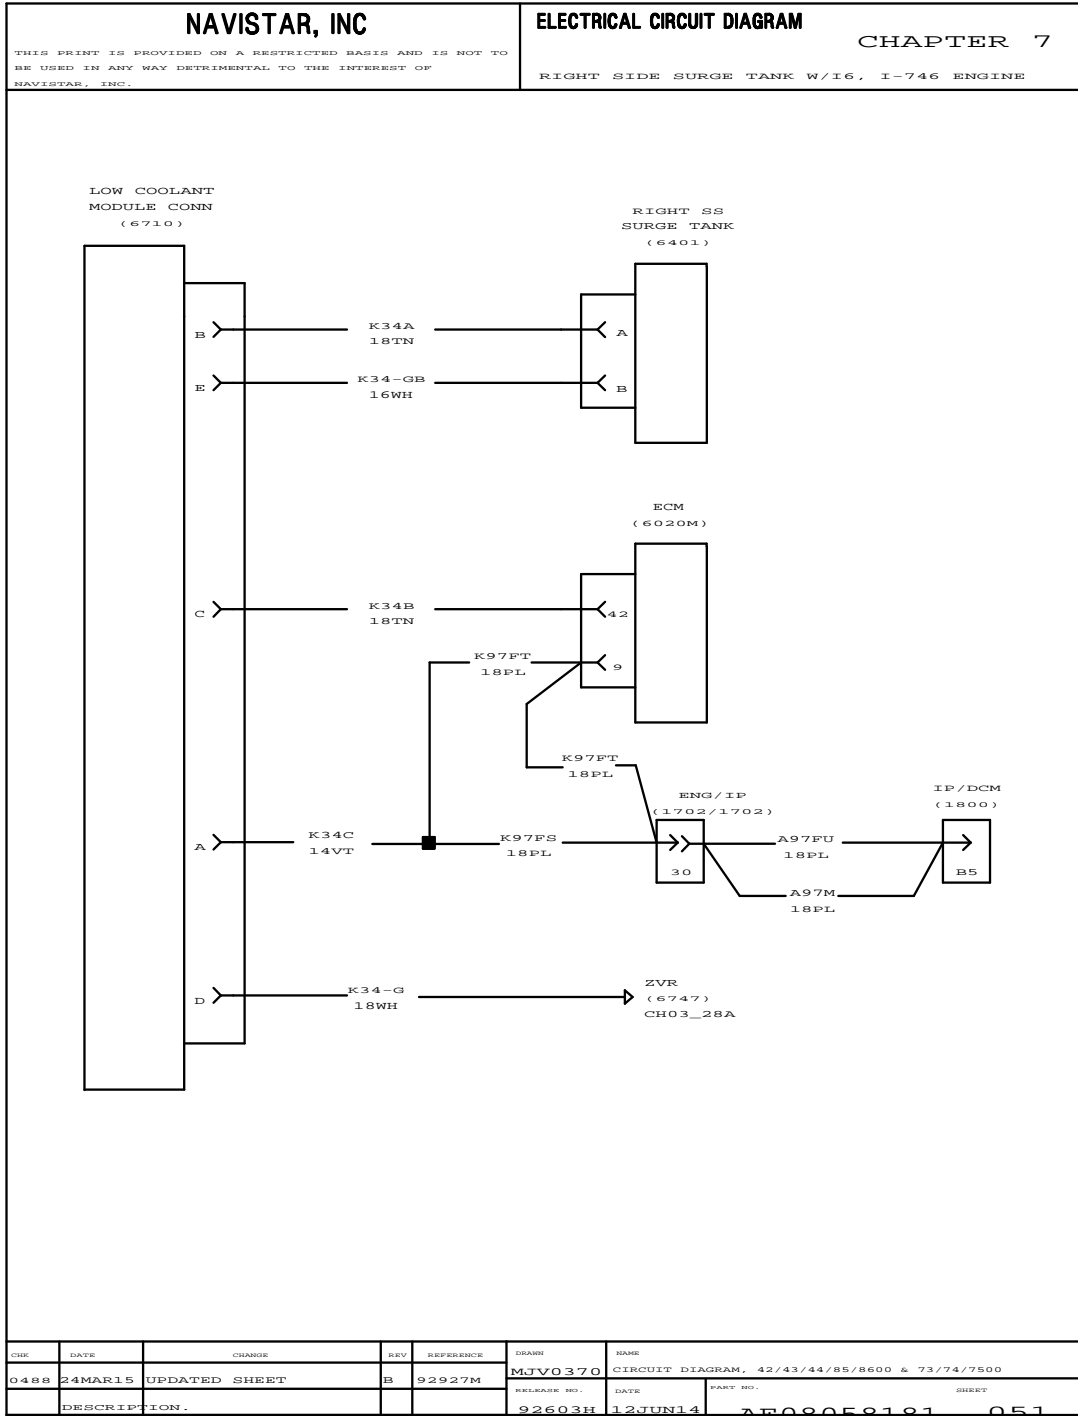 NAVISTAR, INC
THIS PRINT IS PROVIDED ON A RESTRICTED BASIS AND IS NOT TO
BE USED IN ANY WAY DETRIMENTAL TO THE INTEREST OF
NAVISTAR, INC.
ELECTRICAL CIRCUIT DIAGRAM
CHAPTER 7
RIGHT SIDE SURGE TANK W/I6, I-746 ENGINE
LOW COOLANT
MODULE CONN
(6710)
RIGHT SS
SURGE TANK
(6401)
B
K34A
18TN
A
E
K34-GB
16WH
B
ECM
(6020M)
C
K34B
18TN
42
K97FT
18PL
9
K97FT
18PL
ENG/IP
(1702/1702)
IP/DCM
(1800)
A
K34C
14VT
K97FS
18PL
30
A97FU
18PL
B5
A97M
18PL
D
K34-G
18WH
ZVR
(6747)
CH03_28A
CHK DATE CHANGE REV REFERENCE
0488 24MAR15 UPDATED SHEET B 92927M
DESCRIPTION.
DRAWN
MJV0370
NAME
CIRCUIT DIAGRAM, 42/43/44/85/8600 & 73/74/7500
RELEASE NO.
92603H
DATE
12JUN14
PART NO.
AF08058181
SHEET
051